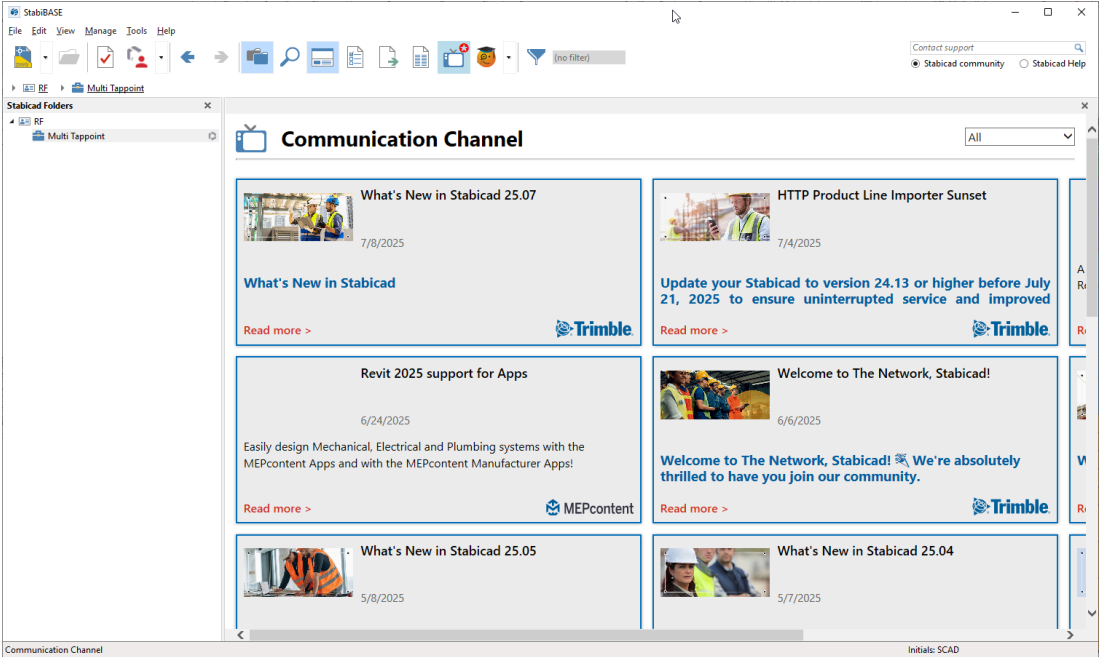 StabiBASE
File Edit View Manage Tools Help
(no filter)
Contact support
Stabicad community Stabicad Help
RF Multi Tappoint
Stabicad Folders
RF
Multi Tappoint
Communication Channel
All
What's New in Stabicad 25.07
7/8/2025
What's New in Stabicad
Read more >
Trimble
HTTP Product Line Importer Sunset
7/4/2025
Update your Stabicad to version 24.13 or higher before July
21, 2025 to ensure uninterrupted service and improved
Read more >
Trimble
A
Revit 2025 support for Apps
6/24/2025
Easily design Mechanical, Electrical and Plumbing systems with the
MEPcontent Apps and with the MEPcontent Manufacturer Apps!
Read more >
MEPcontent
Welcome to The Network, Stabicad!
6/6/2025
Welcome to The Network, Stabicad! We're absolutely
thrilled to have you join our community.
Read more >
Trimble
What's New in Stabicad 25.05
5/8/2025
What's New in Stabicad 25.04
5/7/2025
Communication Channel
Initials: SCAD